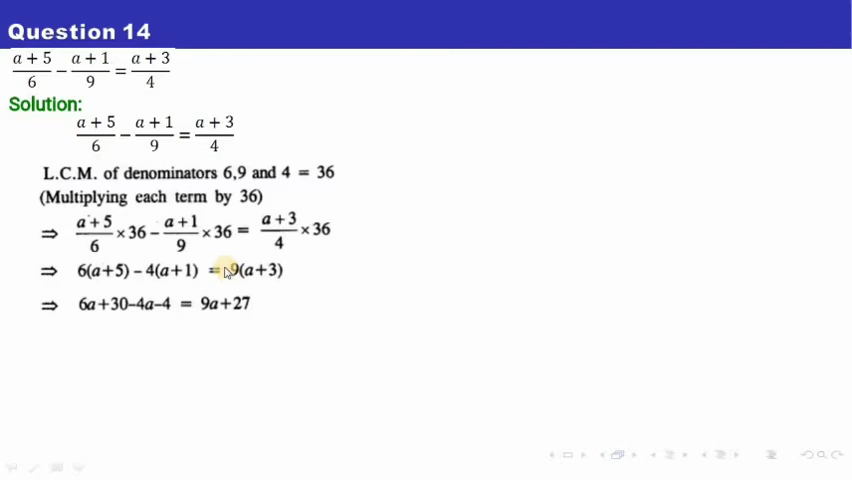 Question 14
(a + 5)/6 − (a + 1)/9 = (a + 3)/4
Solution:
(a + 5)/6 − (a + 1)/9 = (a + 3)/4
L.C.M. of denominators 6,9 and 4 = 36
(Multiplying each term by 36)
⇒ (a+5)/6 × 36 − (a+1)/9 × 36 = (a+3)/4 × 36
⇒ 6(a+5) − 4(a+1) = 9(a+3)
⇒ 6a+30−4a−4 = 9a+27